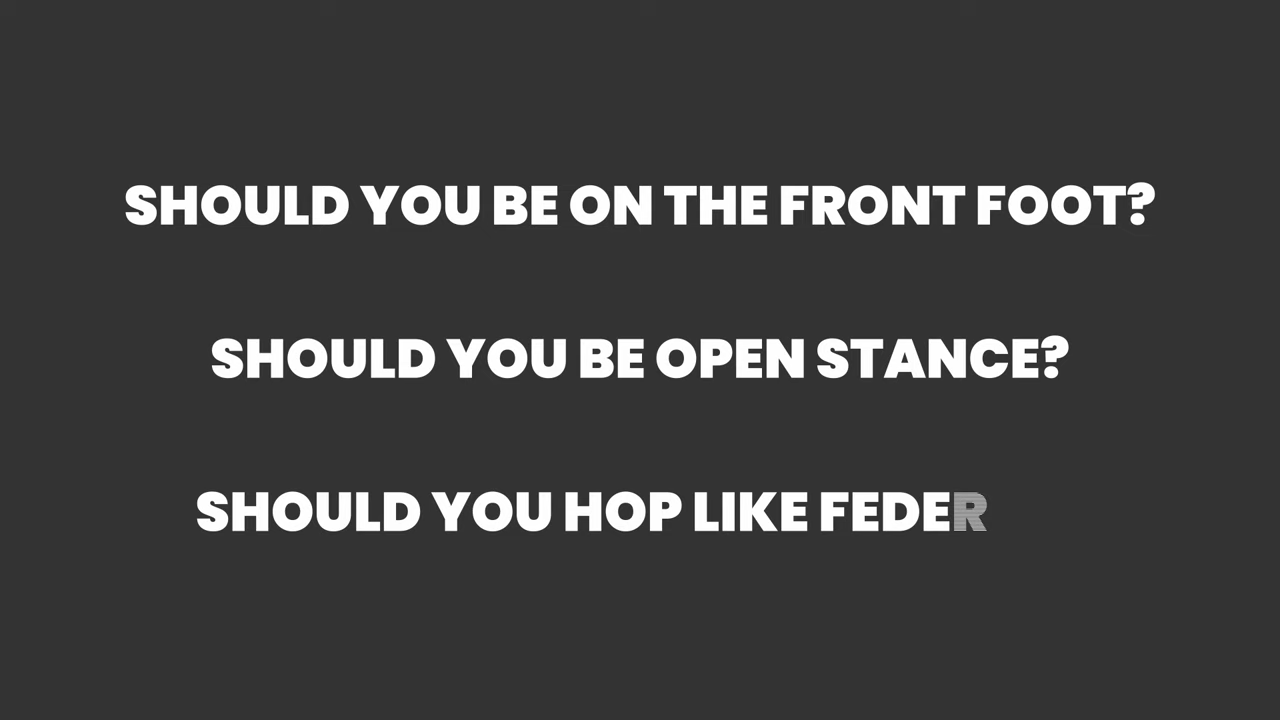 SHOULD YOU BE ON THE FRONT FOOT?
SHOULD YOU BE OPEN STANCE?
SHOULD YOU HOP LIKE FEDER